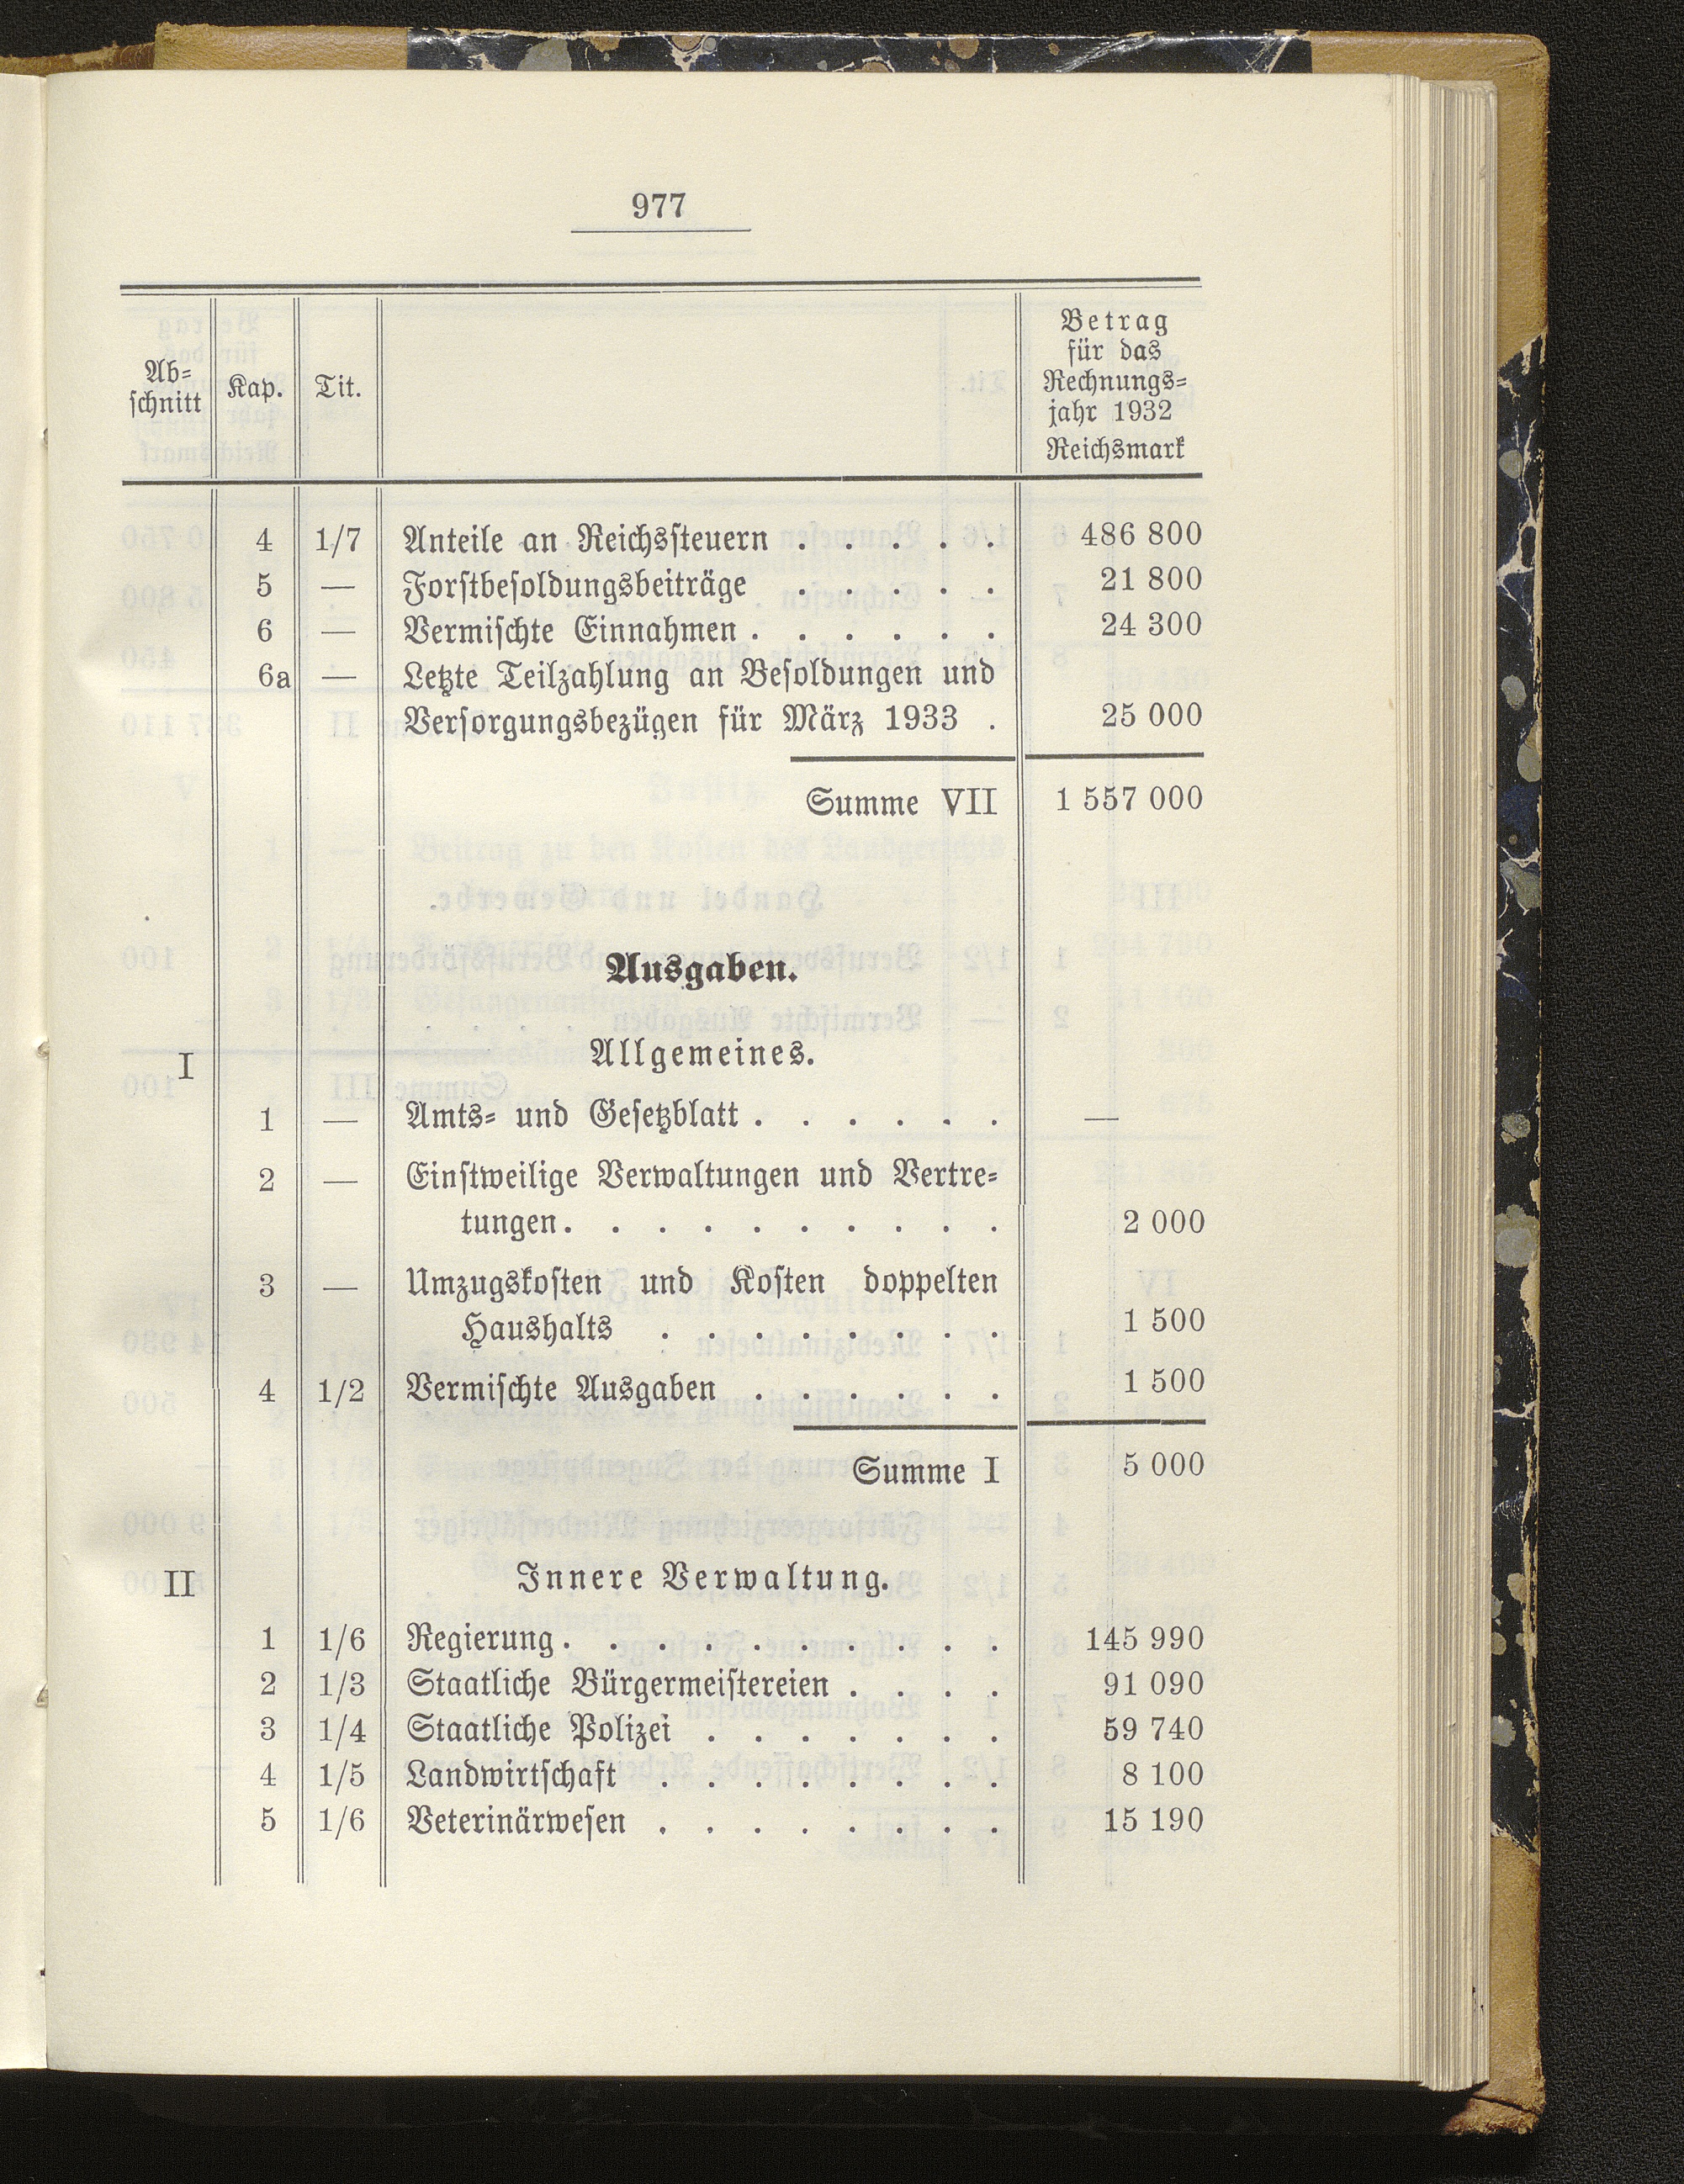 977
Ab-
schnitt
Kap.
Tit.
Betrag
für das
Rechnungs-
jahr 1932
Reichsmark
4 1/7 Anteile an Reichssteuern . . . . . 486 800
5 — Forstbesoldungsbeiträge . . . . . 21 800
6 — Vermischte Einnahmen . . . . . . 24 300
6a — Letzte Teilzahlung an Besoldungen und
Versorgungsbezügen für März 1933 . 25 000
Summe VII 1 557 000
Ausgaben.
I Allgemeines.
1 — Amts- und Gesetzblatt . . . . . . —
2 — Einstweilige Verwaltungen und Vertre-
tungen . . . . . . . . . . 2 000
3 — Umzugskosten und Kosten doppelten
Haushalts . . . . . . . . 1 500
4 1/2 Vermischte Ausgaben . . . . . . 1 500
Summe I 5 000
II Innere Verwaltung.
1 1/6 Regierung . . . . . . . . . . 145 990
2 1/3 Staatliche Bürgermeistereien . . . . 91 090
3 1/4 Staatliche Polizei . . . . . . . 59 740
4 1/5 Landwirtschaft . . . . . . . . 8 100
5 1/6 Veterinärwesen . . . . . . . . 15 190